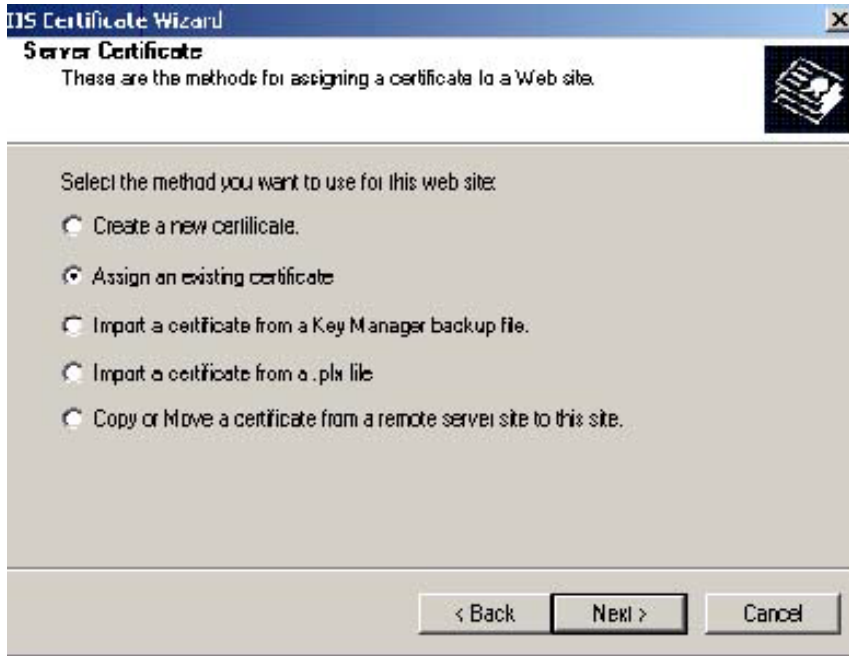 IIS Certificate Wizard
Server Certificate
These are the methods for assigning a certificate to a Web site.
Select the method you want to use for this web site:
Create a new certificate.
Assign an existing certificate
Import a certificate from a Key Manager backup file.
Import a certificate from a .pfx file
Copy or Move a certificate from a remote server site to this site.
< Back Next > Cancel